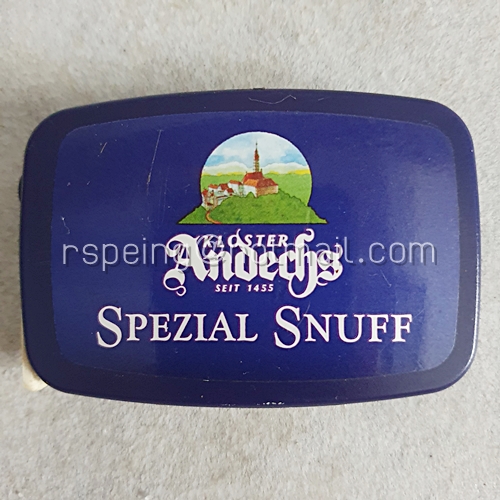 KLOSTER
Andechs
SEIT 1455
SPEZIAL SNUFF